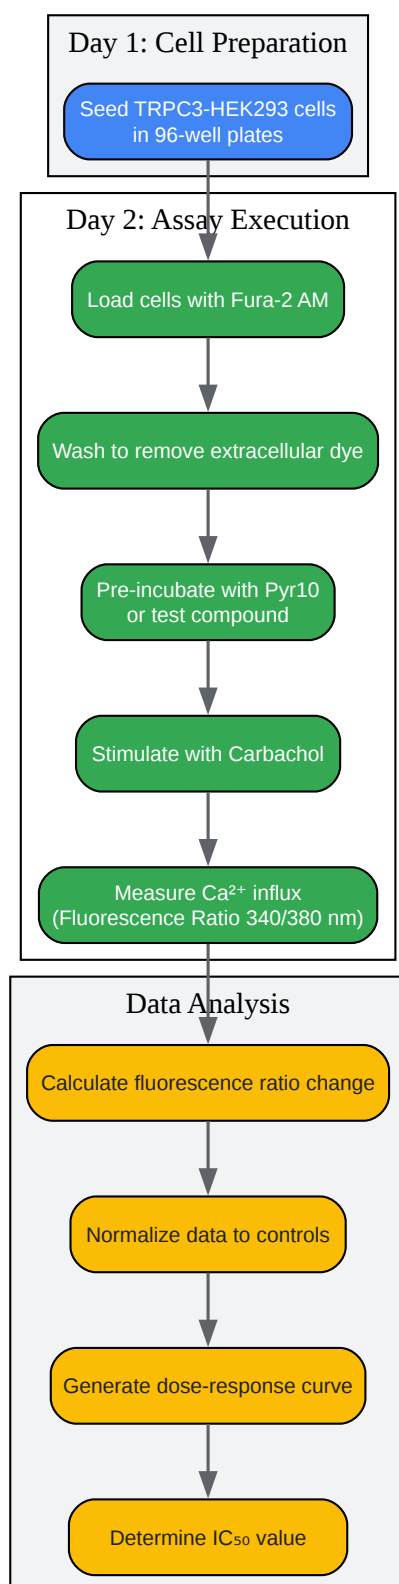 Day 1: Cell Preparation
Seed TRPC3-HEK293 cells
in 96-well plates
Day 2: Assay Execution
Load cells with Fura-2 AM
Wash to remove extracellular dye
Pre-incubate with Pyr10
or test compound
Stimulate with Carbachol
Measure Ca²⁺ influx
(Fluorescence Ratio 340/380 nm)
Data Analysis
Calculate fluorescence ratio change
Normalize data to controls
Generate dose-response curve
Determine IC₅₀ value